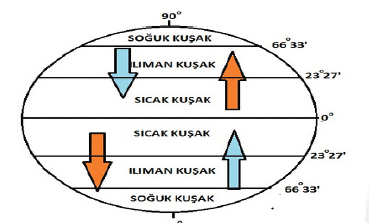 90°
SOĞUK KUŞAK
66°33'
ILIMAN KUŞAK
23°27'
SICAK KUŞAK
0°
SICAK KUŞAK
23°27'
ILIMAN KUŞAK
66°33'
SOĞUK KUŞAK